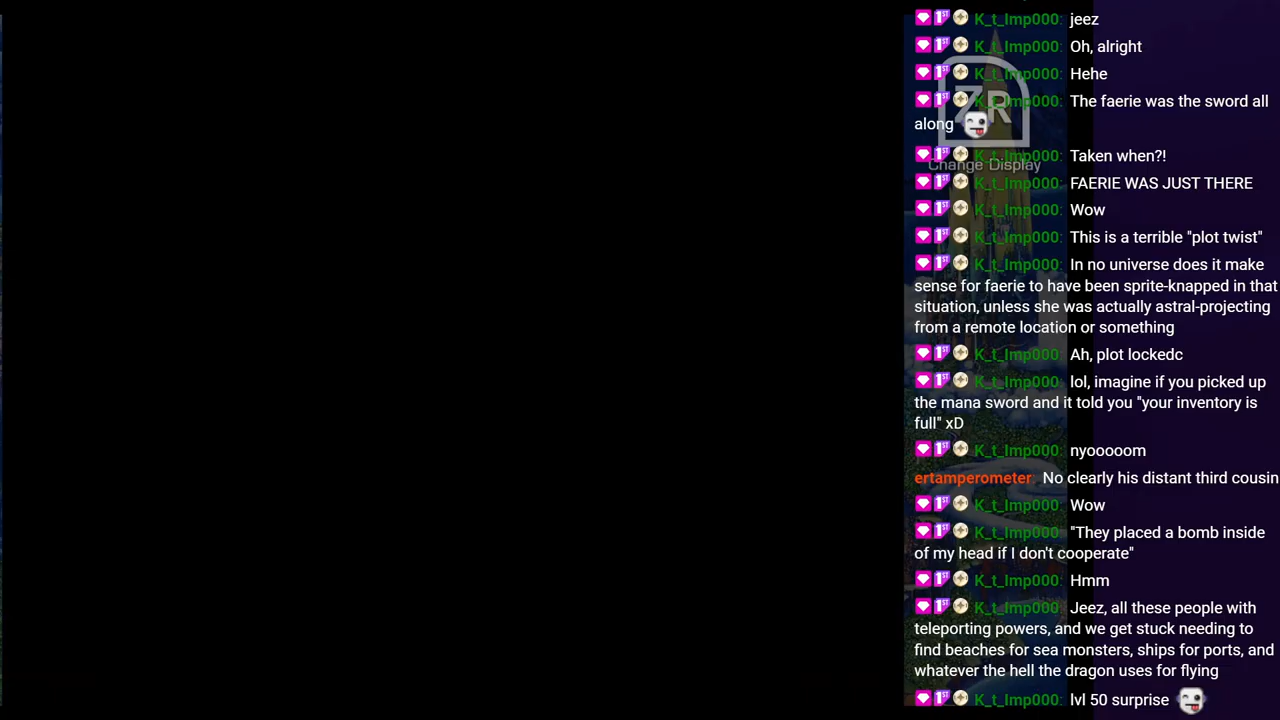 K_t_Imp000: jeez
K_t_Imp000: Oh, alright
K_t_Imp000: Hehe
K_t_Imp000: The faerie was the sword all
along
ZR
Change Display
K_t_Imp000: Taken when?!
K_t_Imp000: FAERIE WAS JUST THERE
K_t_Imp000: Wow
K_t_Imp000: This is a terrible "plot twist"
K_t_Imp000: In no universe does it make
sense for faerie to have been sprite-knapped in that
situation, unless she was actually astral-projecting
from a remote location or something
K_t_Imp000: Ah, plot lockedc
K_t_Imp000: lol, imagine if you picked up
the mana sword and it told you "your inventory is
full" xD
K_t_Imp000: nyooooom
ertamperometer: No clearly his distant third cousin
K_t_Imp000: Wow
K_t_Imp000: "They placed a bomb inside
of my head if I don't cooperate"
K_t_Imp000: Hmm
K_t_Imp000: Jeez, all these people with
teleporting powers, and we get stuck needing to
find beaches for sea monsters, ships for ports, and
whatever the hell the dragon uses for flying
K_t_Imp000: lvl 50 surprise